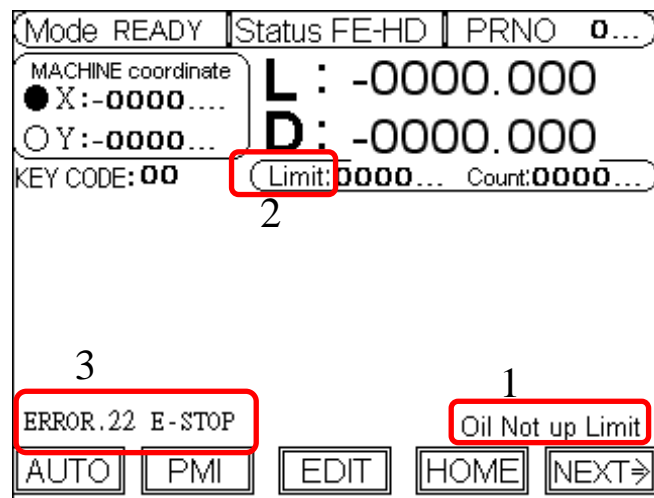 Mode READY Status FE-HD PRNO 0...
MACHINE coordinate
X:-0000....
Y:-0000...
L: -0000.000
D: -0000.000
KEY CODE:00 Limit:0000... Count:0000...
2
3
1
ERROR.22 E-STOP
Oil Not up Limit
AUTO PMI EDIT HOME NEXT⇒